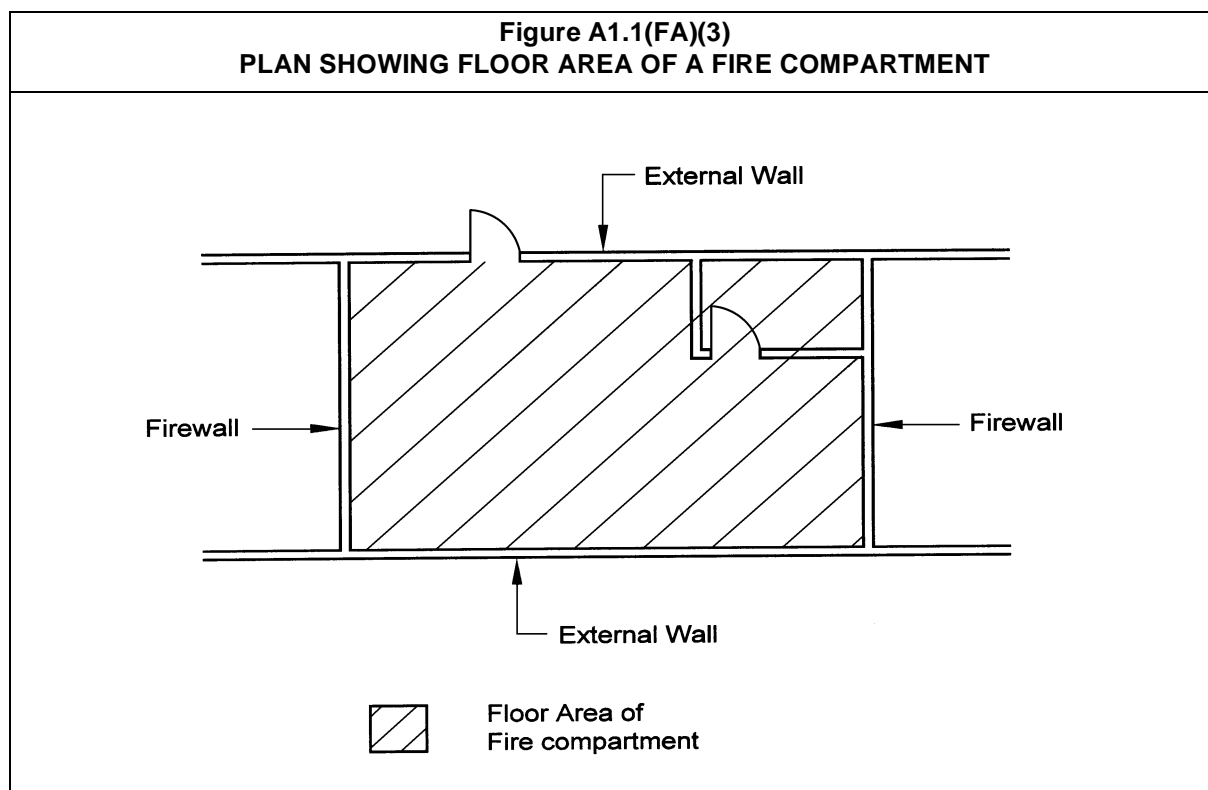 Figure A1.1(FA)(3)
PLAN SHOWING FLOOR AREA OF A FIRE COMPARTMENT
External Wall
Firewall
Firewall
External Wall
Floor Area of
Fire compartment